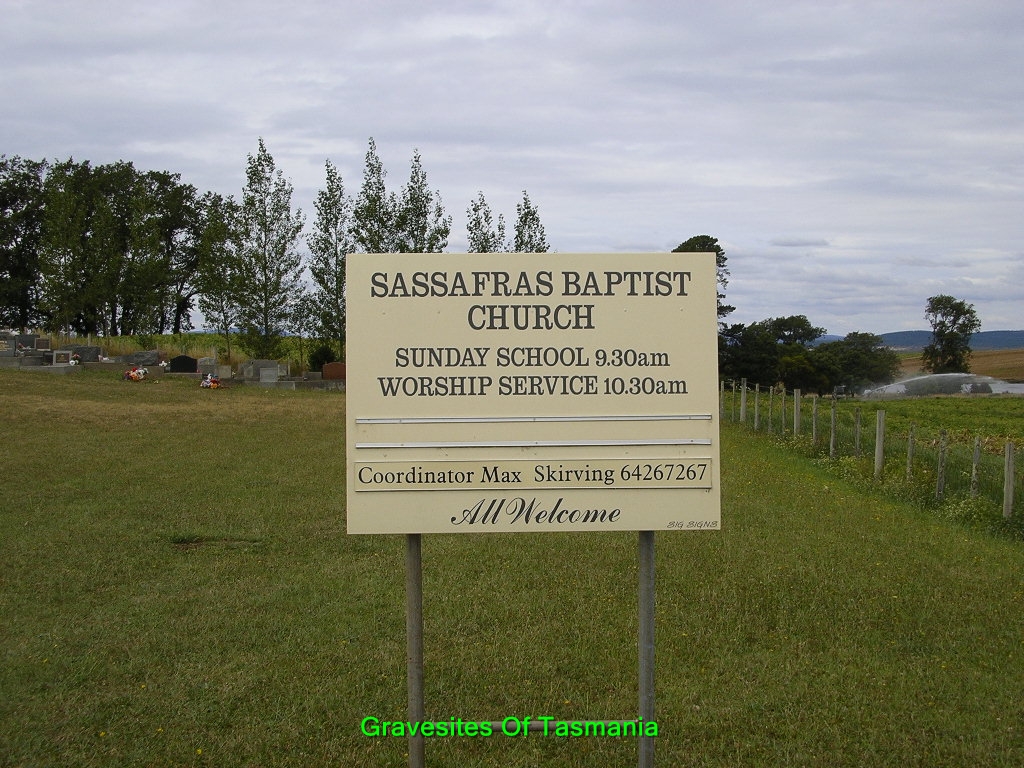 SASSAFRAS BAPTIST
CHURCH
SUNDAY SCHOOL 9.30am
WORSHIP SERVICE 10.30am
Coordinator Max Skirving 64267267
All Welcome
SIG SIGNS
Gravesites Of Tasmania